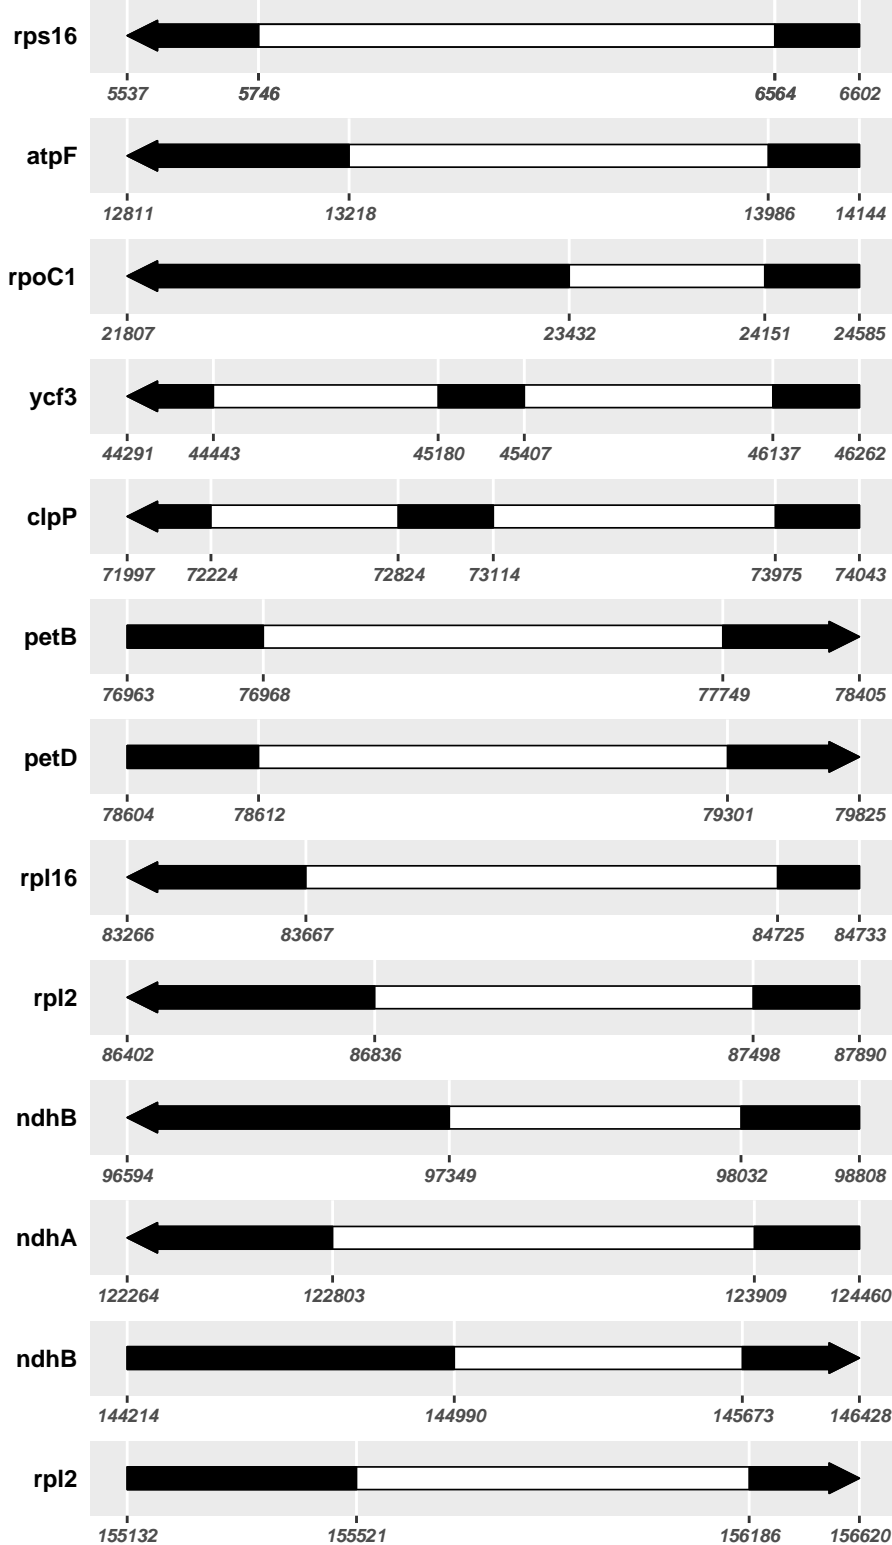 rps16
5537 5746 6564 6602
atpF
12811 13218 13986 14144
rpoC1
21807 23432 24151 24585
ycf3
44291 44443 45180 45407 46137 46262
clpP
71997 72224 72824 73114 73975 74043
petB
76963 76968 77749 78405
petD
78604 78612 79301 79825
rpl16
83266 83667 84725 84733
rpl2
86402 86836 87498 87890
ndhB
96594 97349 98032 98808
ndhA
122264 122803 123909 124460
ndhB
144214 144990 145673 146428
rpl2
155132 155521 156186 156620